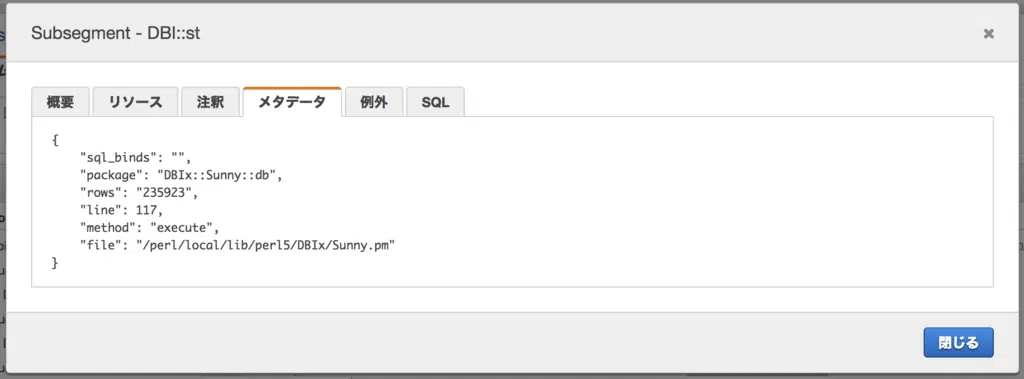 Subsegment - DBI::st
×
概要 リソース 注釈 メタデータ 例外 SQL
{
    "sql_binds": "",
    "package": "DBIx::Sunny::db",
    "rows": "235923",
    "line": 117,
    "method": "execute",
    "file": "/perl/local/lib/perl5/DBIx/Sunny.pm"
}
閉じる